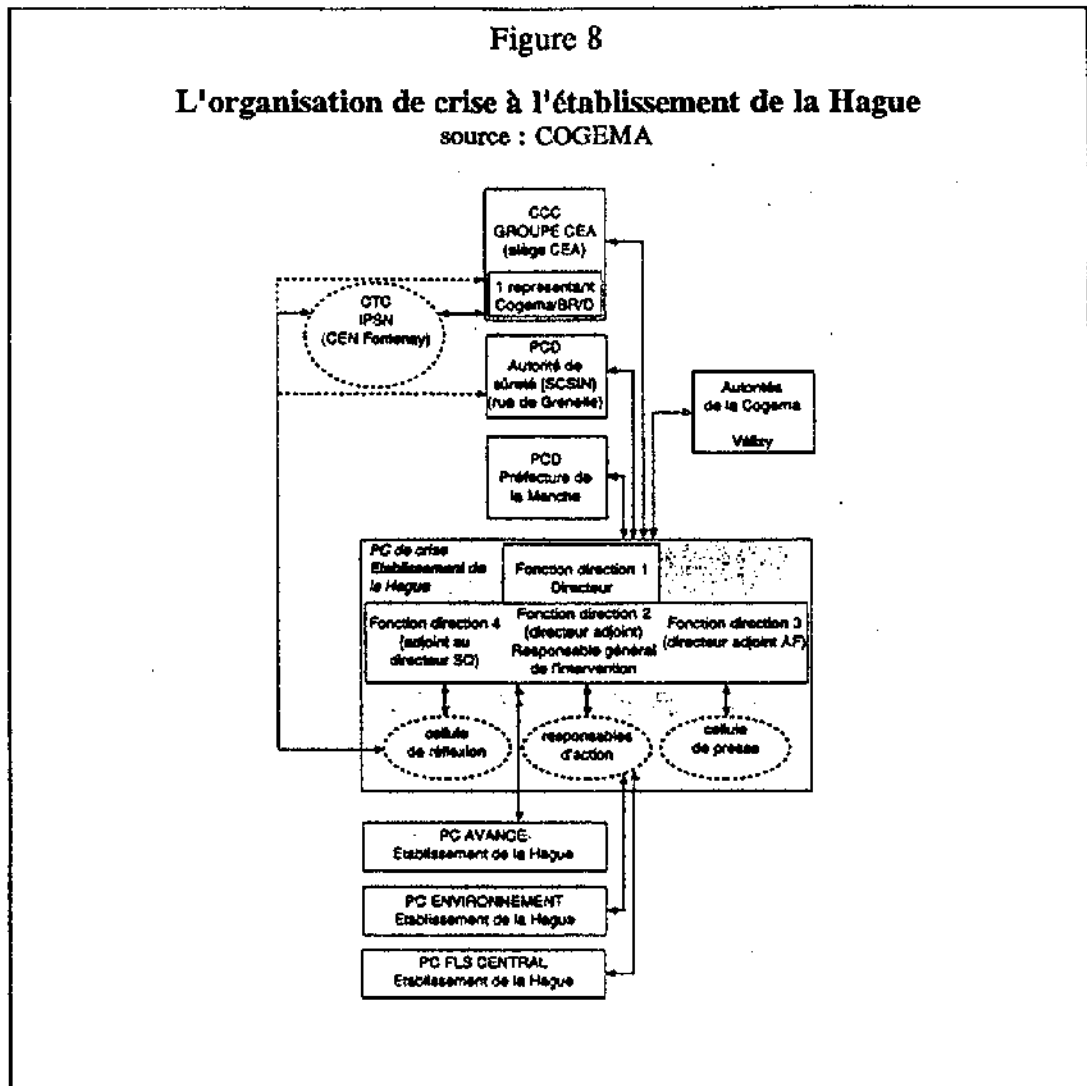 Figure 8
L'organisation de crise à l'établissement de la Hague
source : COGEMA
CCC
GROUPE CEA
(siège CEA)
1 représentant
Cogema/BR/D
CTC
IPSN
(CEN Fontenay)
PCD
Autorité de
sûreté (SCSIN)
(rue de Grenelle)
Autorités
de la Cogema
Vélizy
PCD
Préfecture de
la Manche
PC de crise
Etablissement de
la Hague
Fonction direction 1
Directeur
Fonction direction 4
(adjoint au
directeur SQ)
Fonction direction 2
(directeur adjoint)
Responsable général
de l'intervention
Fonction direction 3
(directeur adjoint AF)
cellule
de réflexion
responsables
d'action
cellule
de presse
PC AVANCE
Etablissement de la Hague
PC ENVIRONNEMENT
Etablissement de la Hague
PC FLS CENTRAL
Etablissement de la Hague